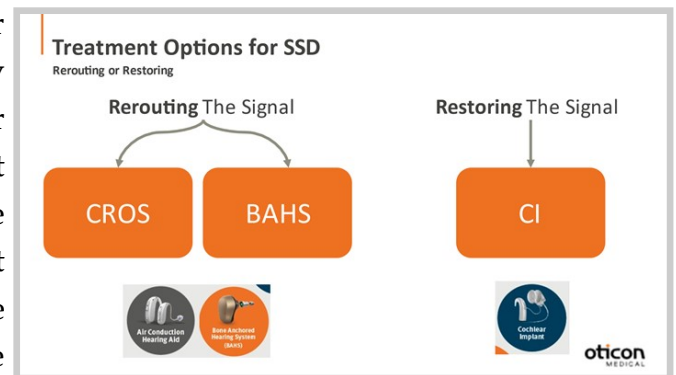 Treatment Options for SSD
Rerouting or Restoring
Rerouting The Signal
Restoring The Signal
CROS
BAHS
CI
Air Conduction
Hearing Aid
Bone Anchored
Hearing System
(BAHS)
Cochlear
Implant
oticon
MEDICAL